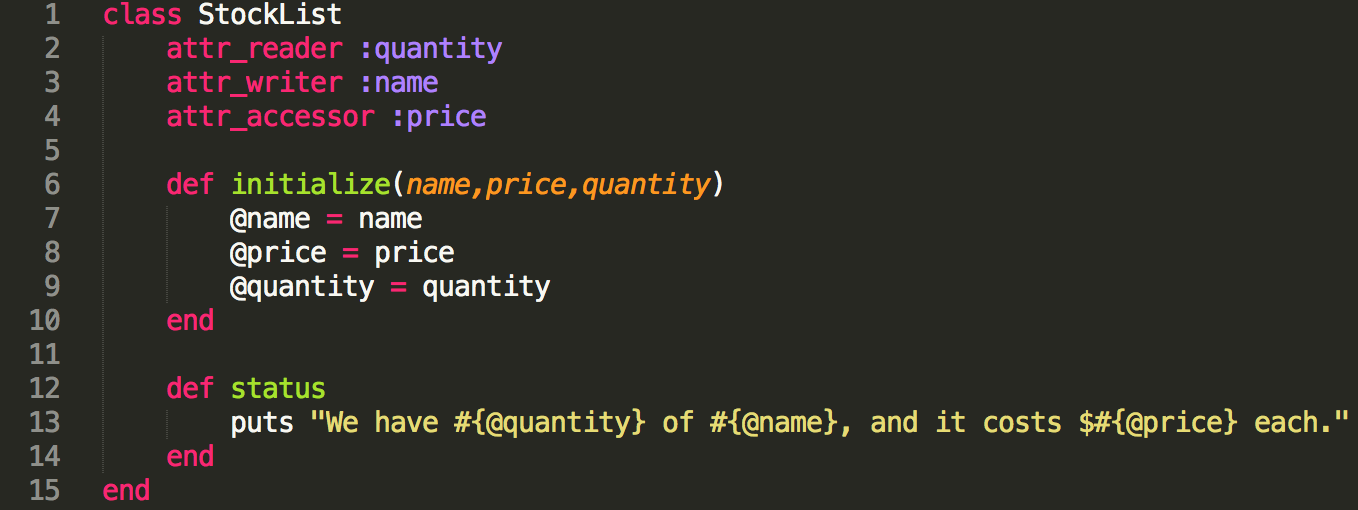 1 class StockList
2     attr_reader :quantity
3     attr_writer :name
4     attr_accessor :price
5
6     def initialize(name,price,quantity)
7         @name = name
8         @price = price
9         @quantity = quantity
10     end
11
12     def status
13         puts "We have #{@quantity} of #{@name}, and it costs $#{@price} each."
14     end
15 end